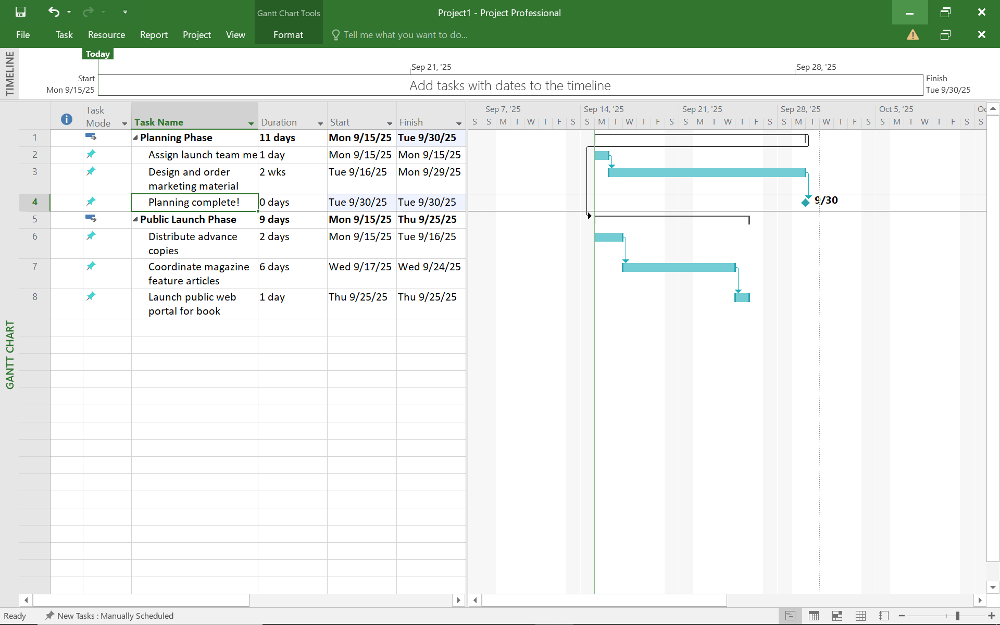 Gantt Chart Tools
Project1 - Project Professional
File Task Resource Report Project View Format Tell me what you want to do...
TIMELINE
Today
Sep 21, '25 Sep 28, '25
Start
Mon 9/15/25
Add tasks with dates to the timeline
Finish
Tue 9/30/25
GANTT CHART
Task Mode Task Name Duration Start Finish
Sep 7, '25 Sep 14, '25 Sep 21, '25 Sep 28, '25 Oct 5, '25 Oc
S S M T W T F S S M T W T F S S M T W T F S S M T W T F S S M T W T F S S
1 Planning Phase 11 days Mon 9/15/25 Tue 9/30/25
2 Assign launch team me 1 day Mon 9/15/25 Mon 9/15/25
3 Design and order 2 wks Tue 9/16/25 Mon 9/29/25
marketing material
4 Planning complete! 0 days Tue 9/30/25 Tue 9/30/25
9/30
5 Public Launch Phase 9 days Mon 9/15/25 Thu 9/25/25
6 Distribute advance 2 days Mon 9/15/25 Tue 9/16/25
copies
7 Coordinate magazine 6 days Wed 9/17/25 Wed 9/24/25
feature articles
8 Launch public web 1 day Thu 9/25/25 Thu 9/25/25
portal for book
Ready New Tasks : Manually Scheduled